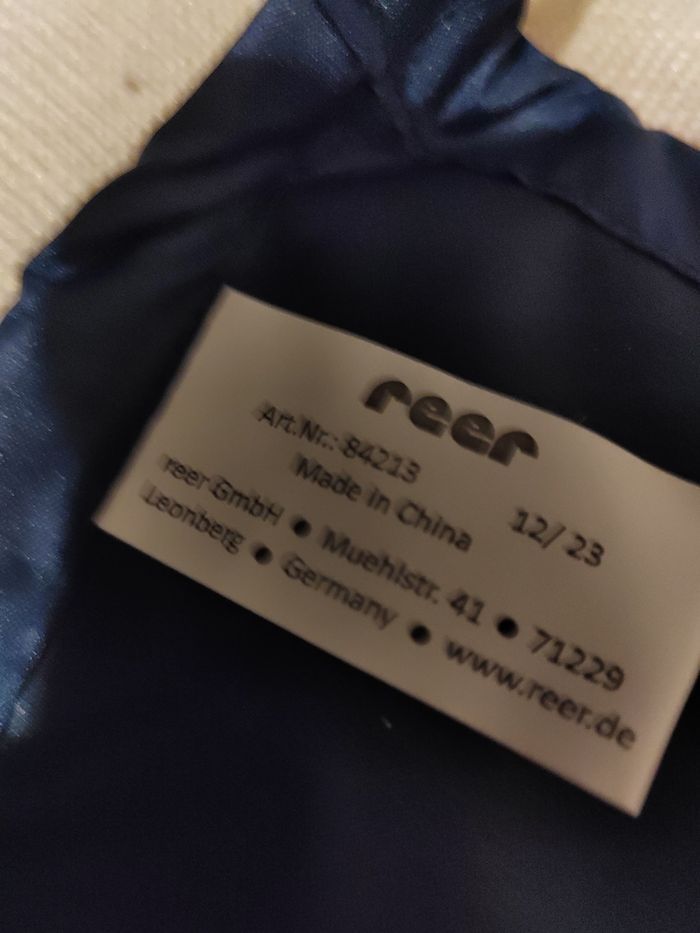 reer
Art.Nr.: 84213
Made in China 12/ 23
reer GmbH • Muehlstr. 41 • 71229
Leonberg • Germany • www.reer.de